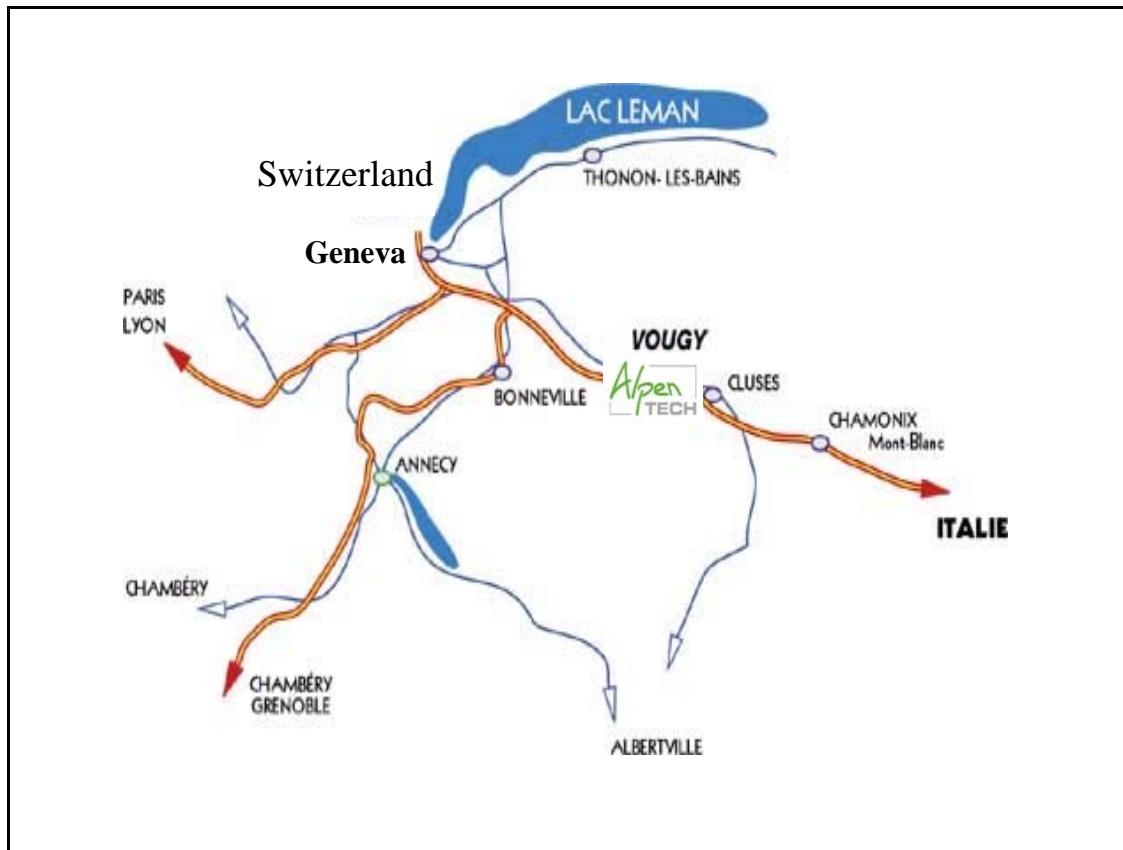 LAC LEMAN
Switzerland
THONON-LES-BAINS
Geneva
PARIS
LYON
VOUGY
Alpen
TECH
CLUSES
BONNEVILLE
CHAMONIX
Mont-Blanc
ANNECY
ITALIE
CHAMBÉRY
CHAMBÉRY
GRENOBLE
ALBERTVILLE